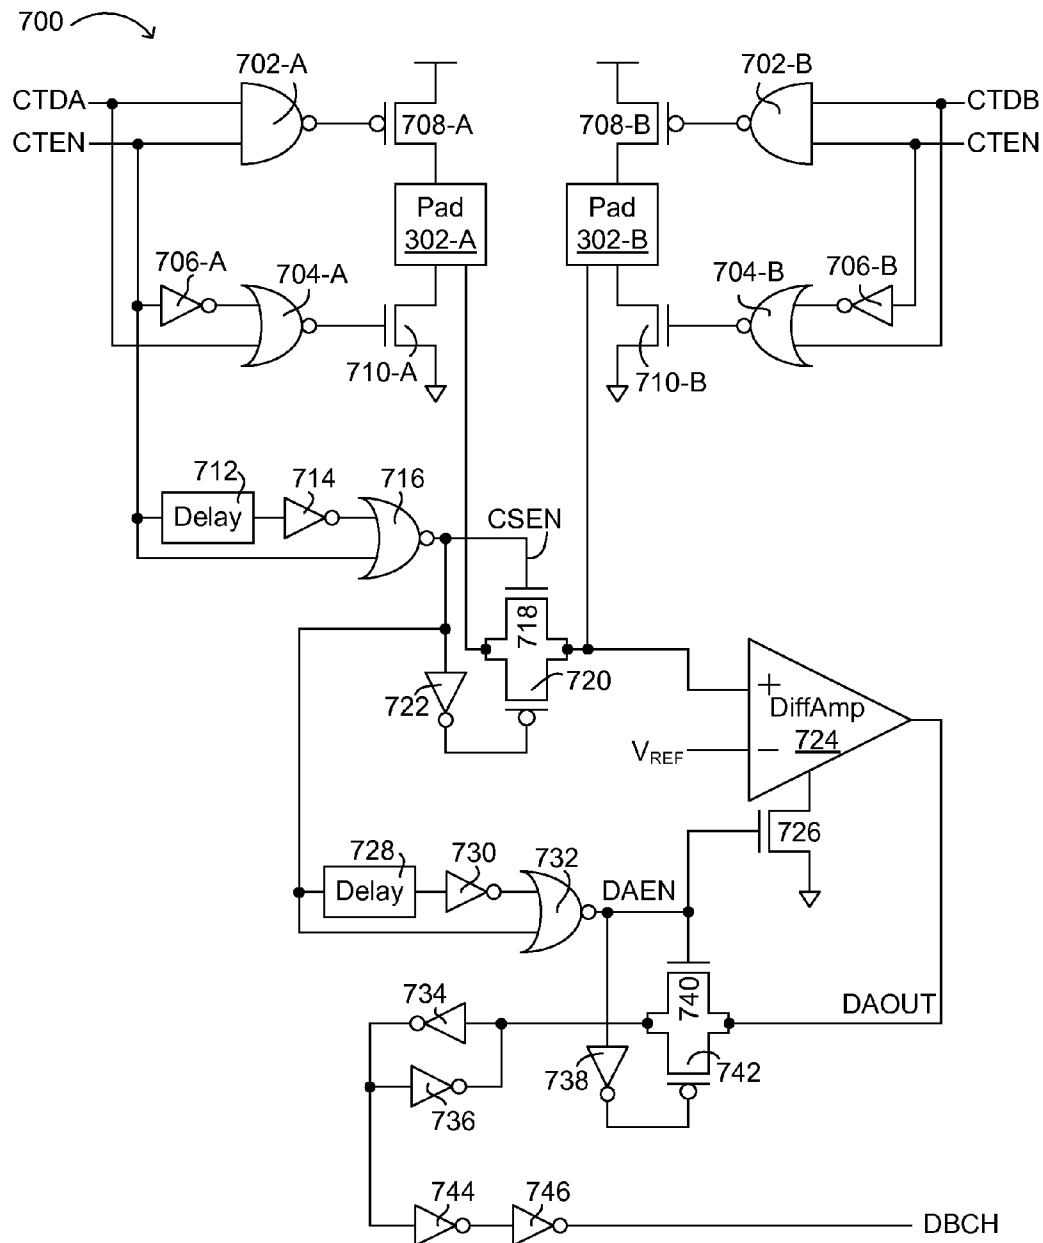 700
702-A
702-B
CTDA
CTDB
708-A
708-B
CTEN
CTEN
Pad
302-A
Pad
302-B
706-A
704-A
704-B
706-B
710-A
710-B
712
714
716
Delay
CSEN
718
720
722
DiffAmp
724
VREF
726
728
730
732
Delay
DAEN
734
740
DAOUT
738
742
736
744
746
DBCH